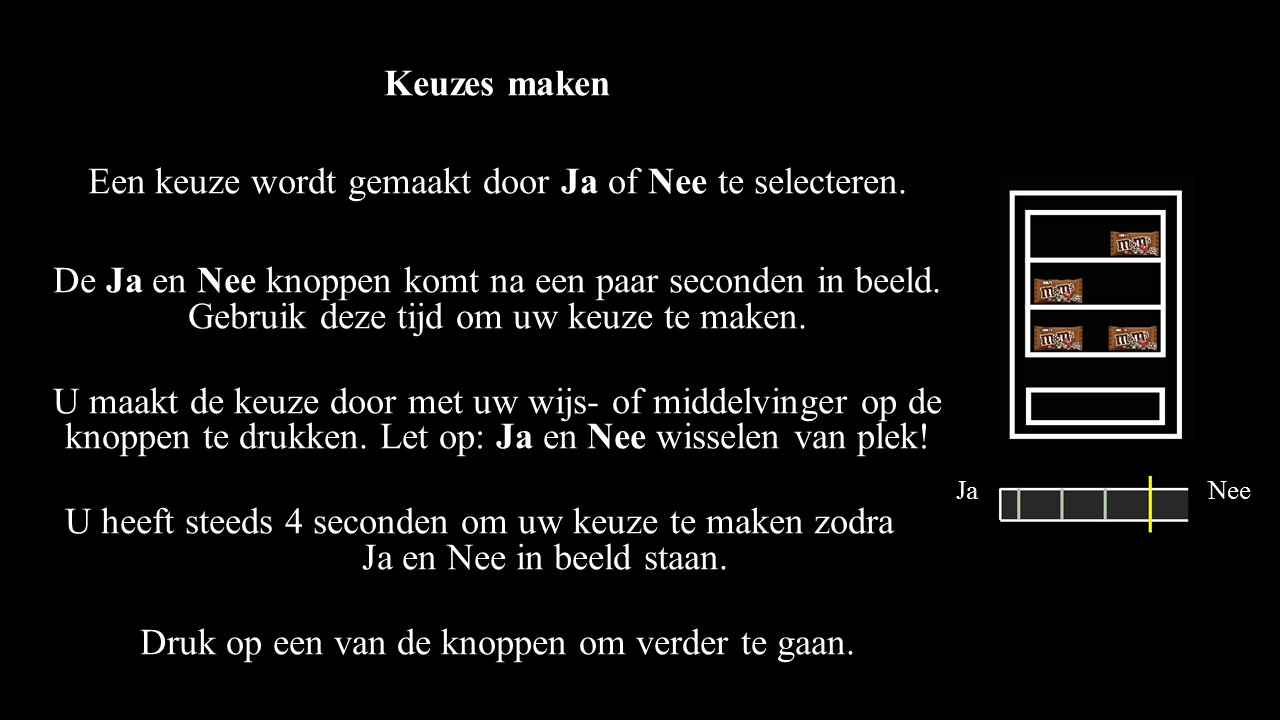 Keuzes maken
Een keuze wordt gemaakt door Ja of Nee te selecteren.
De Ja en Nee knoppen komt na een paar seconden in beeld.
Gebruik deze tijd om uw keuze te maken.
U maakt de keuze door met uw wijs- of middelvinger op de
knoppen te drukken. Let op: Ja en Nee wisselen van plek!
U heeft steeds 4 seconden om uw keuze te maken zodra
Ja en Nee in beeld staan.
Druk op een van de knoppen om verder te gaan.
m&m's
m&m's
m&m's m&m's
Ja Nee